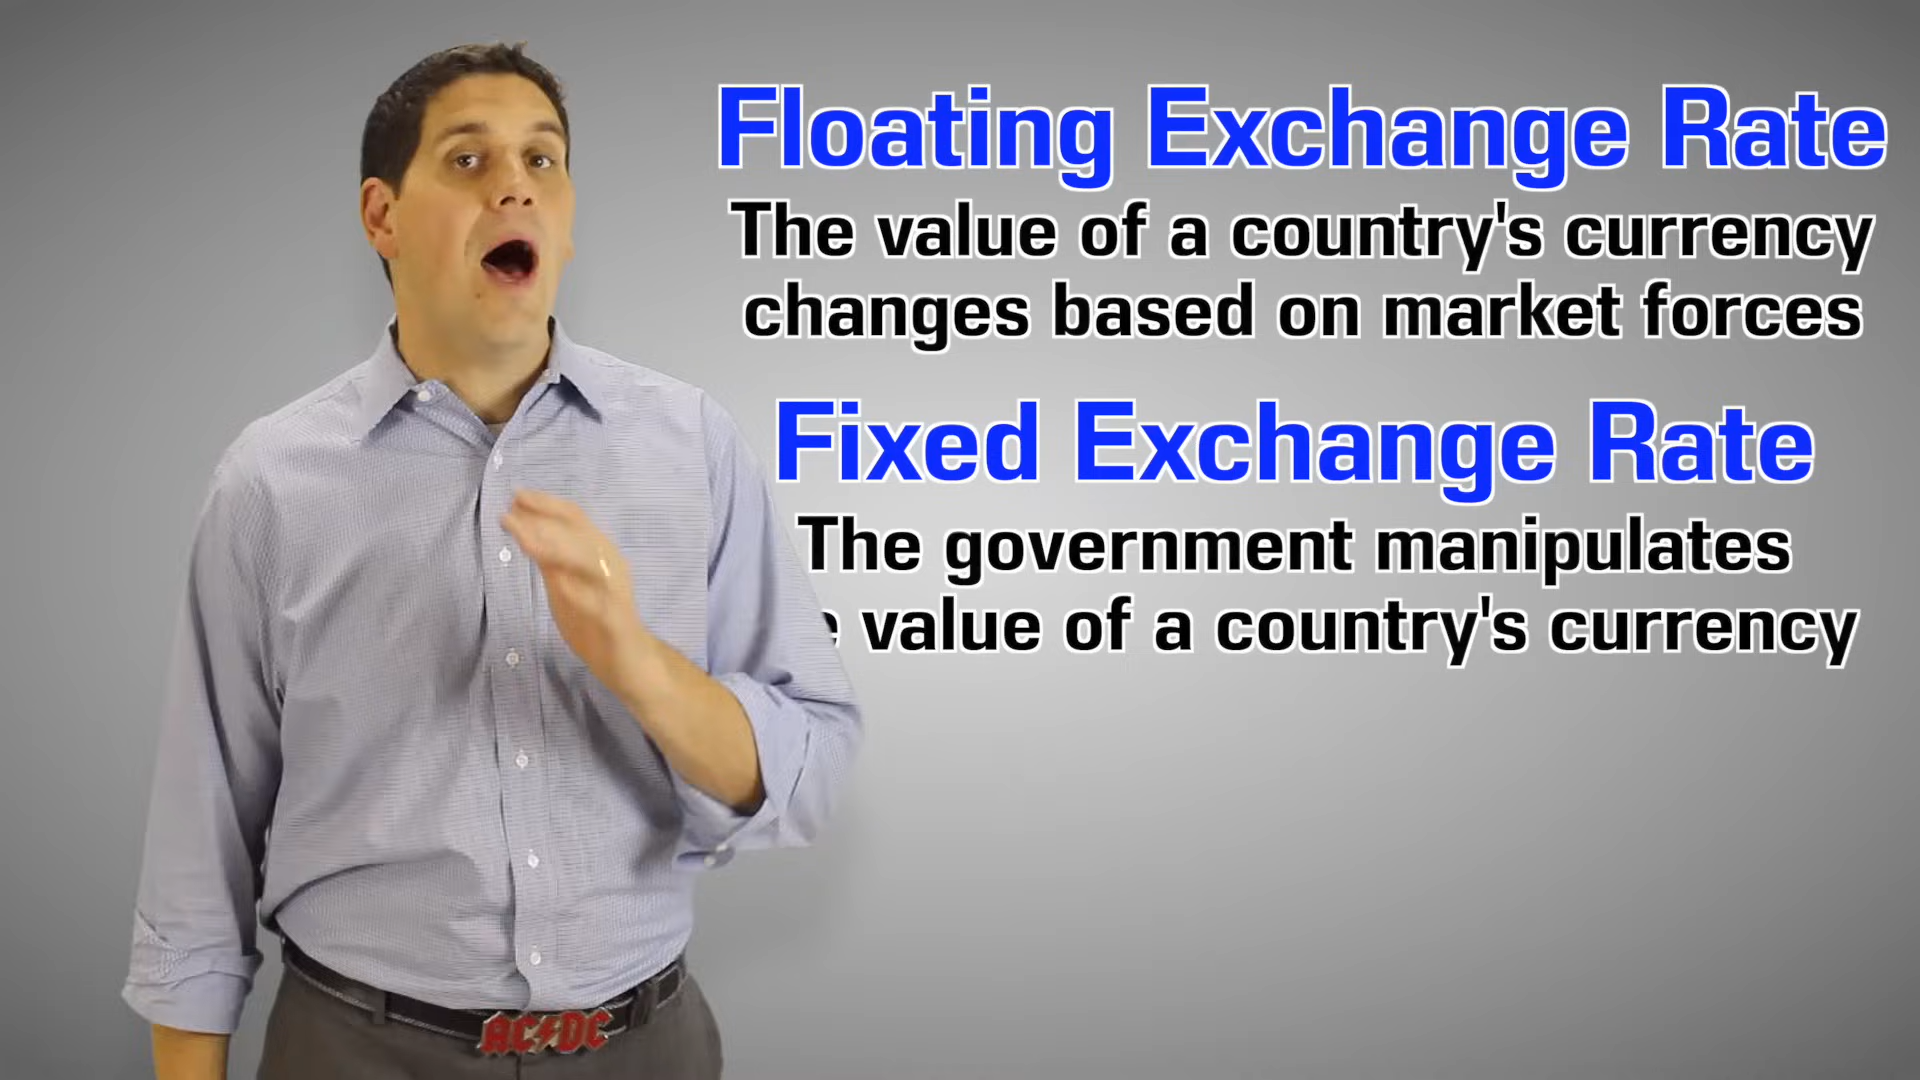 Floating Exchange Rate
The value of a country's currency
changes based on market forces
Fixed Exchange Rate
The government manipulates
value of a country's currency
AC⚡DC